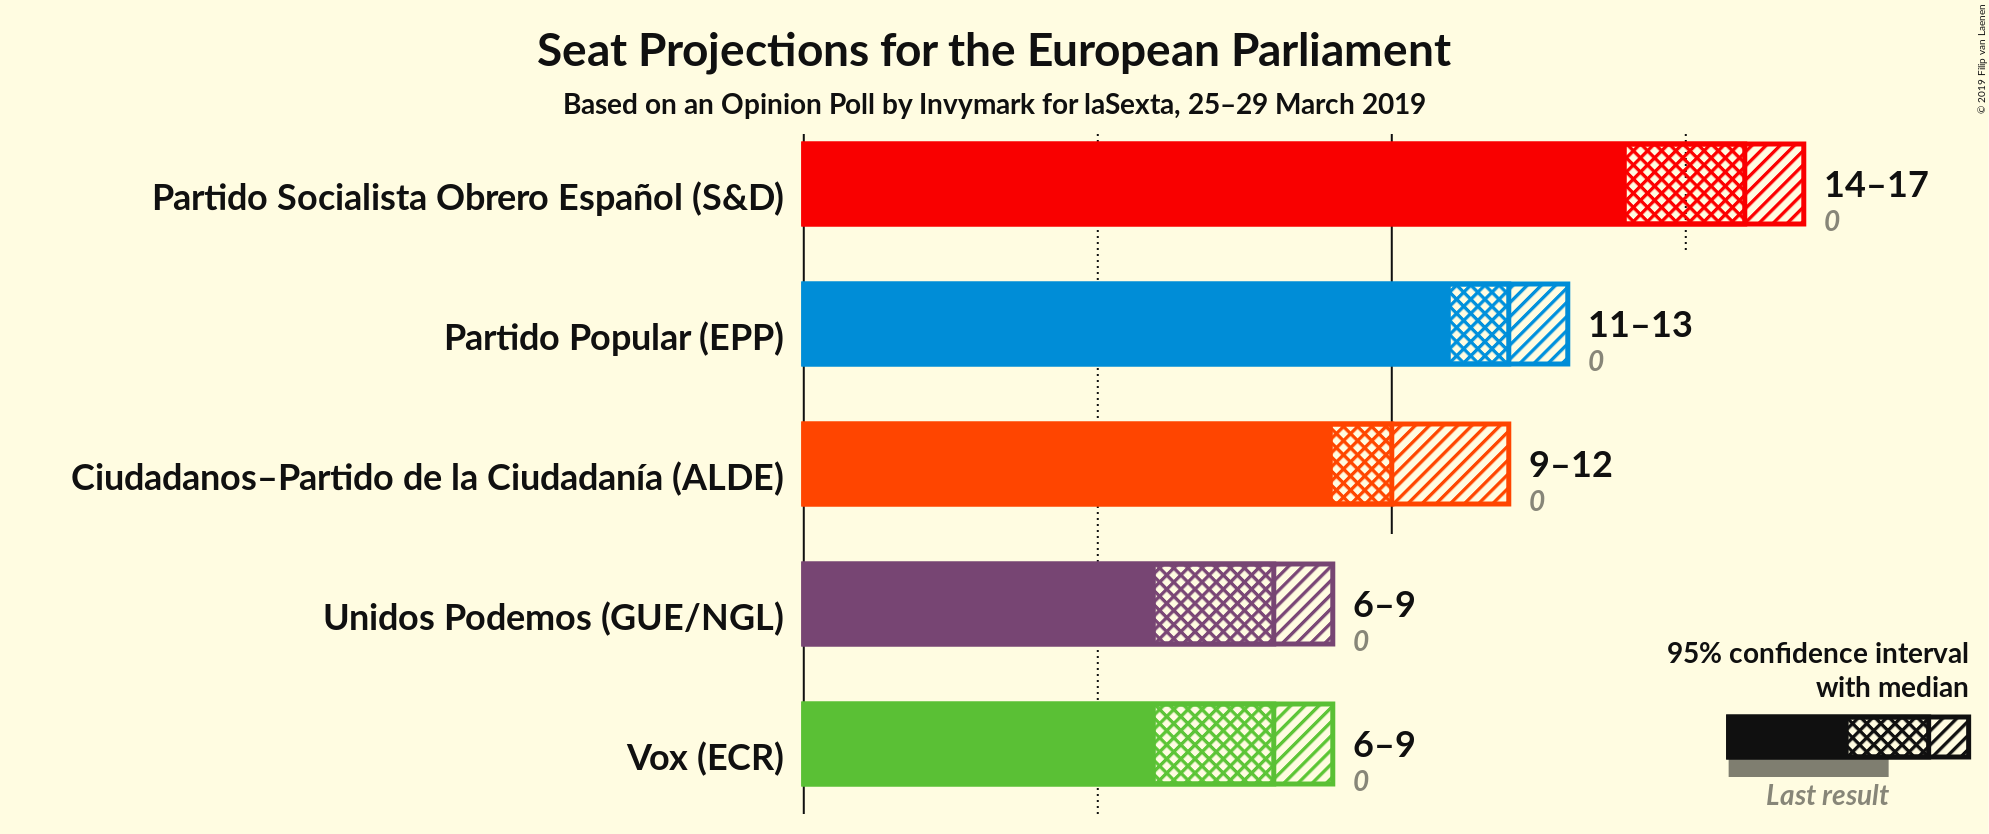 Seat Projections for the European Parliament
Based on an Opinion Poll by Invymark for laSexta, 25–29 March 2019
© 2019 Filip van Laenen
Partido Socialista Obrero Español (S&D)
14–17
0
Partido Popular (EPP)
11–13
0
Ciudadanos–Partido de la Ciudadanía (ALDE)
9–12
0
Unidos Podemos (GUE/NGL)
6–9
0
Vox (ECR)
6–9
0
95% confidence interval
with median
Last result